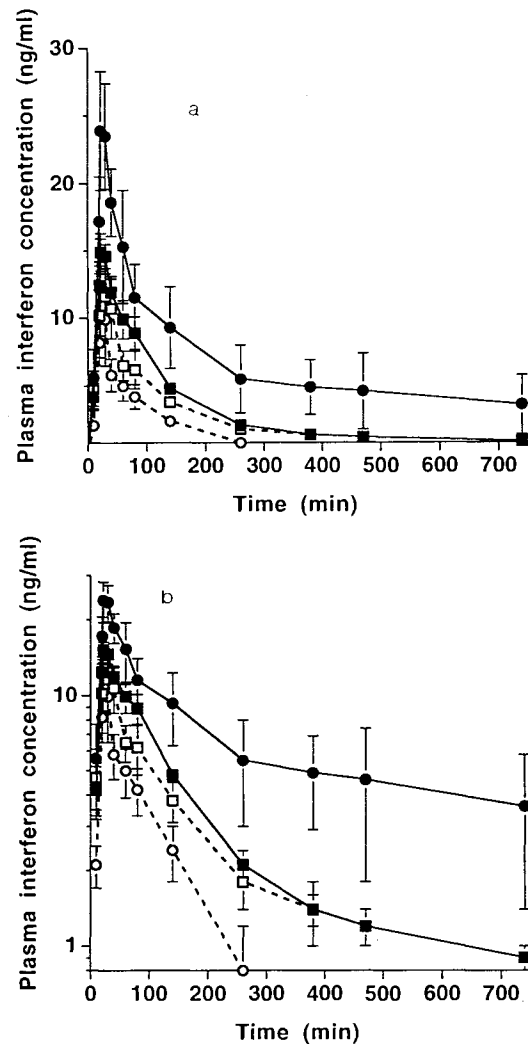 Plasma interferon concentration (ng/ml)
30
20
10
a
0 100 200 300 400 500 600 700
Time (min)
Plasma interferon concentration (ng/ml)
10
1
b
0 100 200 300 400 500 600 700
Time (min)